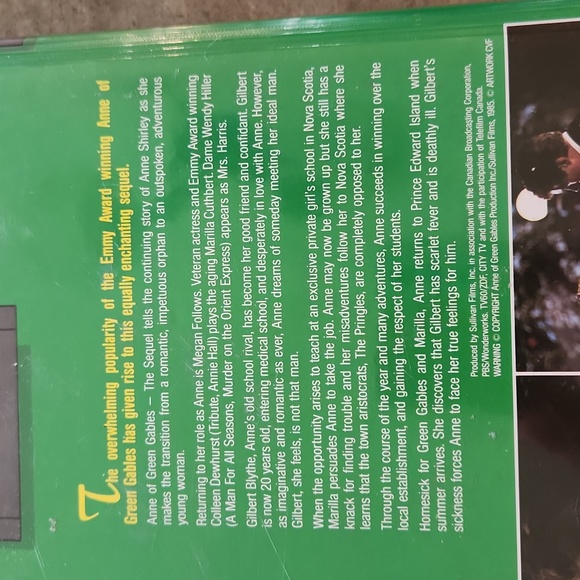 The overwhelming popularity of the Emmy Award winning Anne of
Green Gables has given rise to this equally enchanting sequel.
Anne of Green Gables — The Sequel tells the continuing story of Anne Shirley as she
makes the transition from a romantic, impetuous orphan to an outspoken, adventurous
young woman.
Returning to her role as Anne is Megan Follows. Veteran actress and Emmy Award winning
Colleen Dewhurst (Tribute, Annie Hall) plays the aging Marilla Cuthbert. Dame Wendy Hiller
(A Man For All Seasons, Murder on the Orient Express) appears as Mrs. Harris.
Gilbert Blythe, Anne's old school rival, has become her good friend and confident. Gilbert
is now 20 years old, entering medical school, and desperately in love with Anne. However,
as imaginative and romantic as ever, Anne dreams of someday meeting her ideal man.
Gilbert, she feels, is not that man.
When the opportunity arises to teach at an exclusive private girl's school in Nova Scotia,
Marilla persuades Anne to take the job. Anne may now be grown up but she still has a
knack for finding trouble and her misadventures follow her to Nova Scotia where she
learns that the town aristocrats, The Pringles, are completely opposed to her.
Through the course of the year and many adventures, Anne succeeds in winning over the
local establishment, and gaining the respect of her students.
Homesick for Green Gables and Marilla, Anne returns to Prince Edward Island when
summer arrives. She discovers that Gilbert has scarlet fever and is deathly ill. Gilbert's
sickness forces Anne to face her true feelings for him.
Produced by Sullivan Films, Inc. in association with the Canadian Broadcasting Corporation,
PBS/Wonderworks. TV60/ZDF, CITY TV and with the participation of Telefilm Canada.
WARNING © COPYRIGHT Anne of Green Gables Production Inc./Sullivan Films, 1985. © ARTWORK CVF